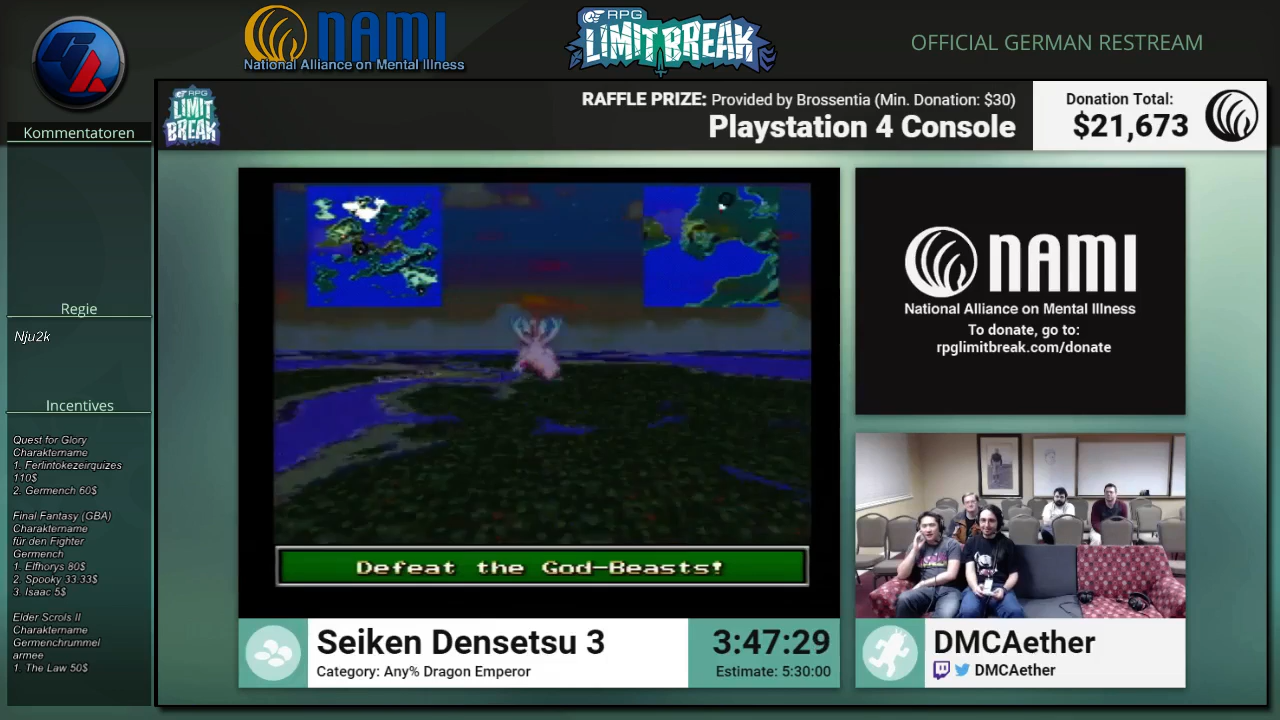 NAMI
National Alliance on Mental Illness
RPG
LIMIT BREAK
OFFICIAL GERMAN RESTREAM
Kommentatoren
RPG
LIMIT
BREAK
RAFFLE PRIZE: Provided by Brossentia (Min. Donation: $30)
Playstation 4 Console
Donation Total:
$21,673
Regie
Nju2k
Incentives
Quest for Glory
Charaktername
1. Ferlintokezeirquizes
110$
2. Germench 60$
Final Fantasy (GBA)
Charaktername
für den Fighter
Germench
1. Elfhorys 80$
2. Spooky 33.33$
3. Isaac 5$
Elder Scrolls II
Charaktername
Germenchrummel
armee
1. The Law 50$
Defeat the God-Beasts!
NAMI
National Alliance on Mental Illness
To donate, go to:
rpglimitbreak.com/donate
Seiken Densetsu 3
Category: Any% Dragon Emperor
3:47:29
Estimate: 5:30:00
DMCAether
DMCAether